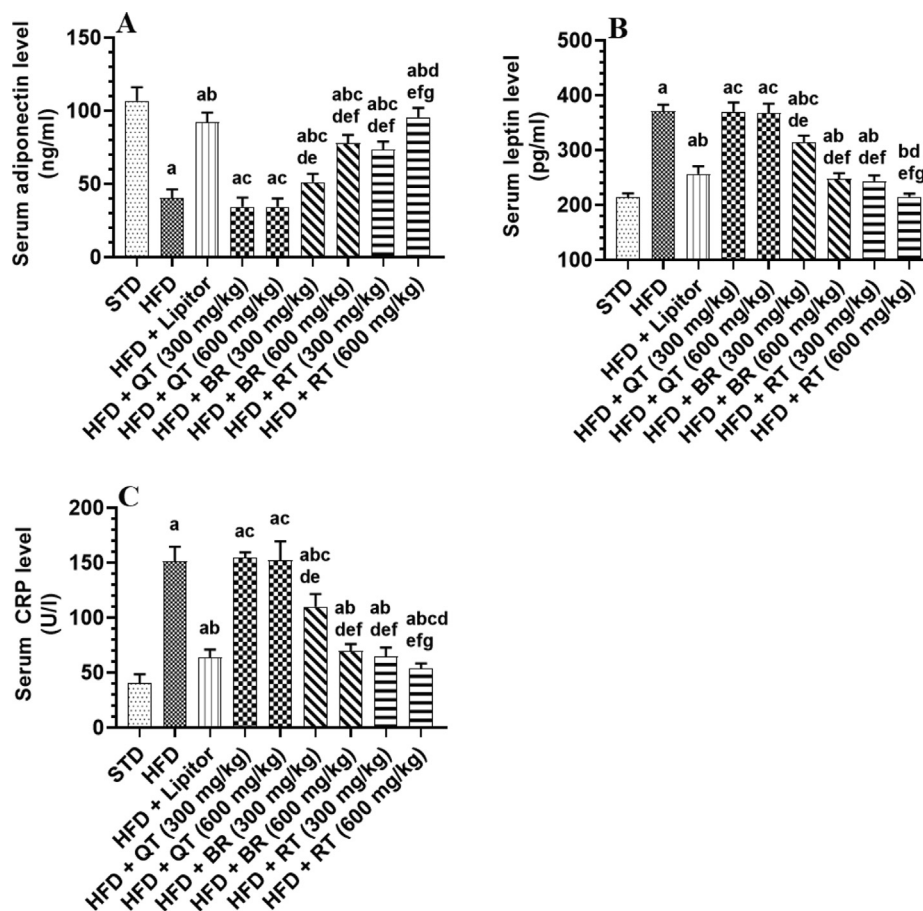 A
Serum adiponectin level
(ng/ml)
150
100
50
0
a
ab
ac
ac
abc
de
abc
def
abc
def
abd
efg
STD
HFD
HFD + Lipitor
HFD + QT (300 mg/kg)
HFD + QT (600 mg/kg)
HFD + BR (300 mg/kg)
HFD + BR (600 mg/kg)
HFD + RT (300 mg/kg)
HFD + RT (600 mg/kg)
B
Serum leptin level
(pg/ml)
500
400
300
200
100
a
ab
ac
ac
abc
de
ab
def
ab
def
bd
efg
STD
HFD
HFD + Lipitor
HFD + QT (300 mg/kg)
HFD + QT (600 mg/kg)
HFD + BR (300 mg/kg)
HFD + BR (600 mg/kg)
HFD + RT (300 mg/kg)
HFD + RT (600 mg/kg)
C
Serum CRP level
(U/l)
200
150
100
50
0
a
ab
ac
ac
abc
de
ab
def
ab
def
abcd
efg
STD
HFD
HFD + Lipitor
HFD + QT (300 mg/kg)
HFD + QT (600 mg/kg)
HFD + BR (300 mg/kg)
HFD + BR (600 mg/kg)
HFD + RT (300 mg/kg)
HFD + RT (600 mg/kg)